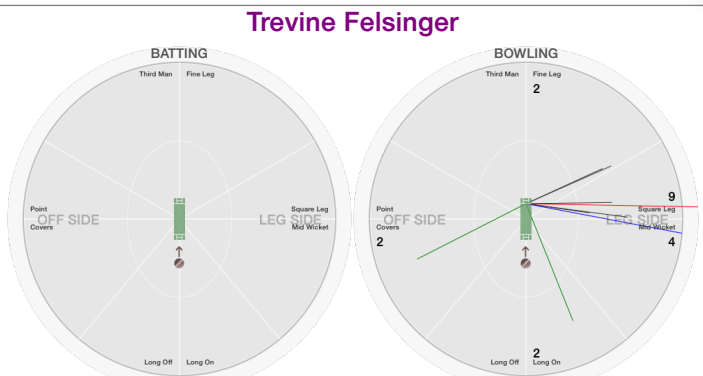 Trevine Felsinger
BATTING
Third Man Fine Leg
Point
OFF SIDE
Covers
Square Leg
LEG SIDE
Mid Wicket
Long Off Long On
BOWLING
Third Man Fine Leg
2
Point
OFF SIDE
Covers
2
9
Square Leg
LEG SIDE
Mid Wicket
4
2
Long Off Long On